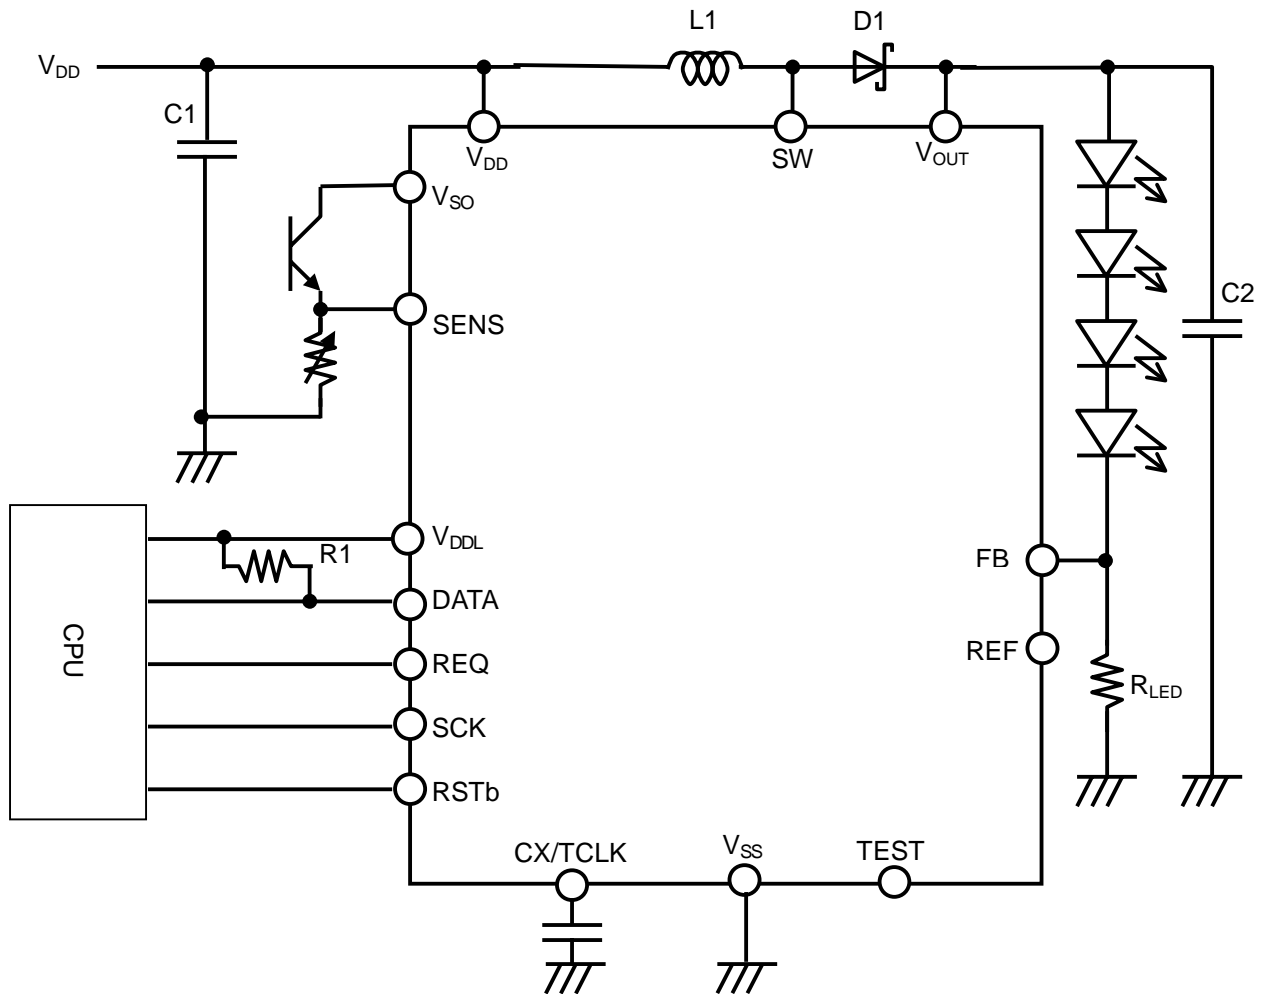 L1
D1
VDD
C1
VDD
SW
VOUT
VSO
C2
SENS
VDDL
R1
FB
DATA
CPU
REQ
REF
RLED
SCK
RSTb
CX/TCLK
VSS
TEST